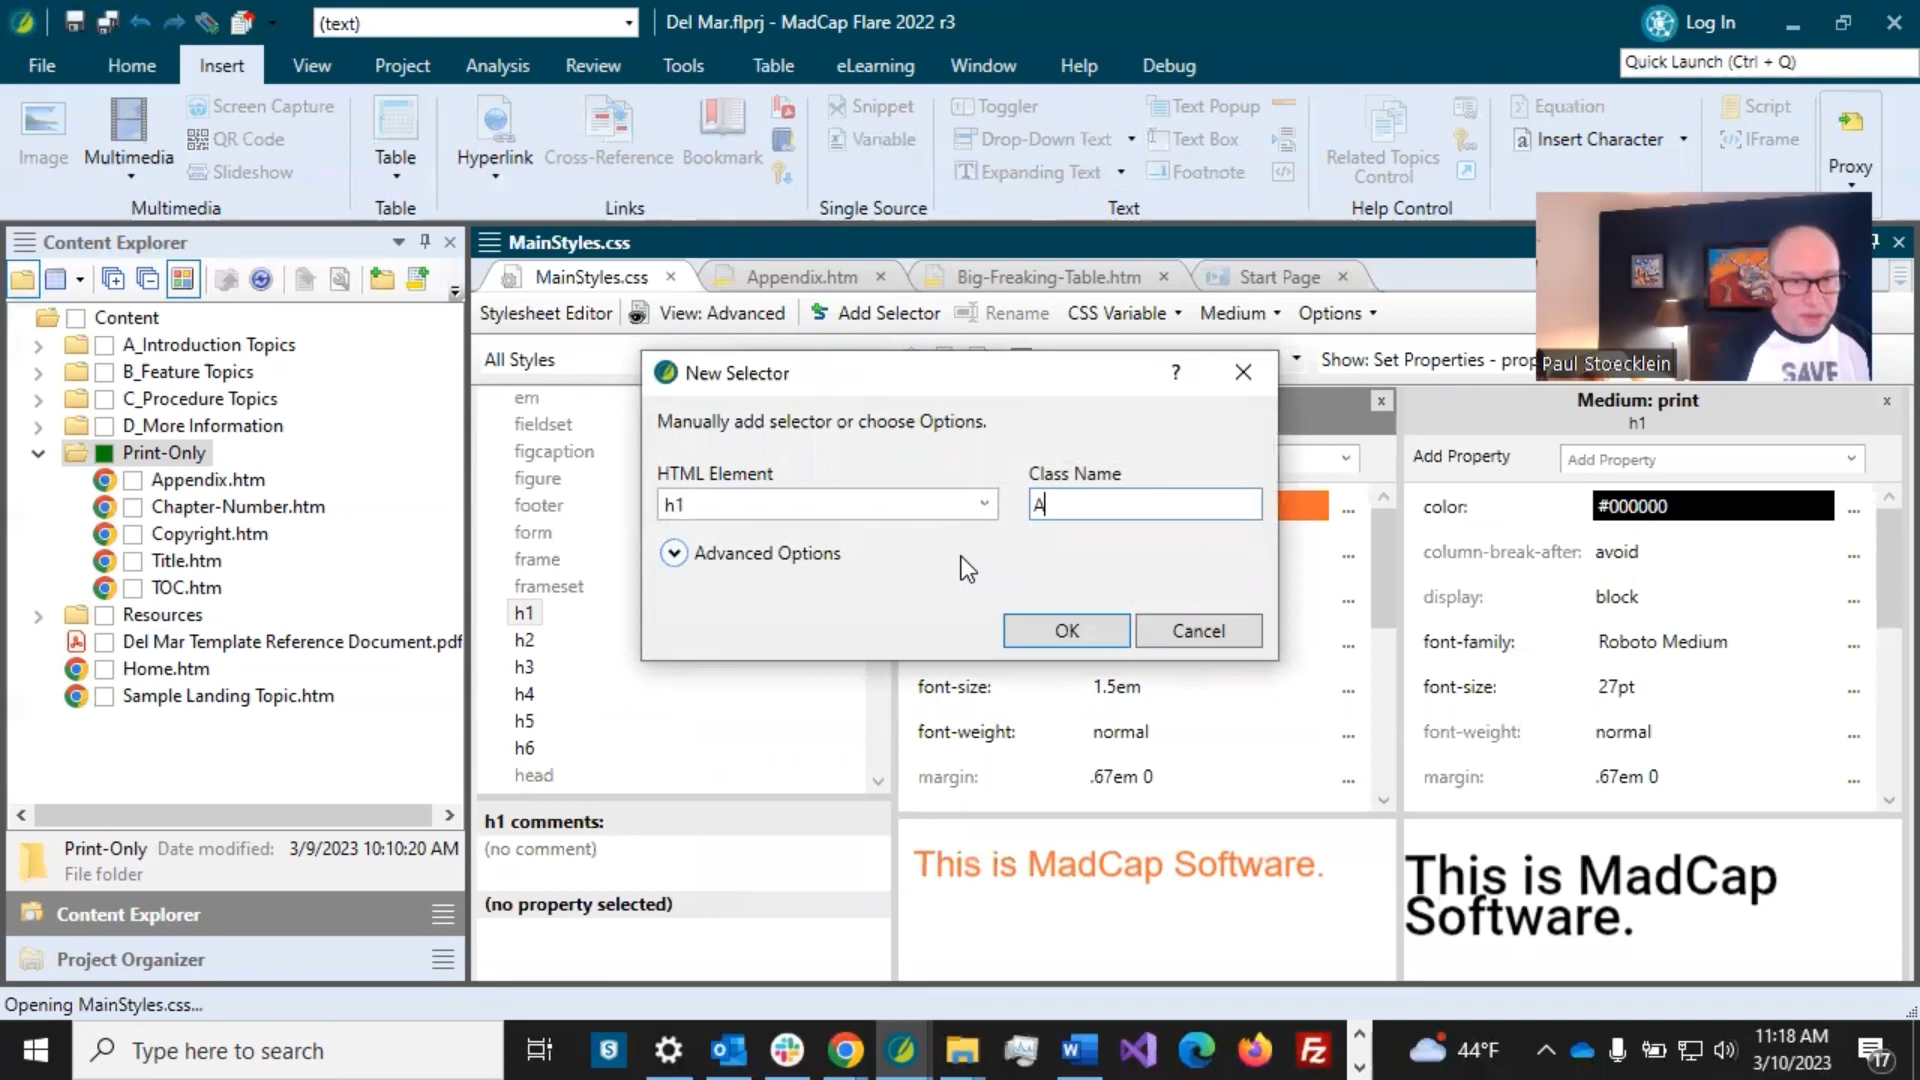 (text)
Del Mar.flprj - MadCap Flare 2022 r3
Log In
File
Home
Insert
View
Project
Analysis
Review
Tools
Table
eLearning
Window
Help
Debug
Quick Launch (Ctrl + Q)
Image
Multimedia
Screen Capture
QR Code
Slideshow
Multimedia
Table
Table
Hyperlink
Cross-Reference
Bookmark
Links
Snippet
Variable
Single Source
Toggler
Drop-Down Text
Expanding Text
Text Popup
Text Box
Footnote
Text
Related Topics
Control
Help Control
Equation
Insert Character
Script
IFrame
Proxy
Content Explorer
Content
A_Introduction Topics
B_Feature Topics
C_Procedure Topics
D_More Information
Print-Only
Appendix.htm
Chapter-Number.htm
Copyright.htm
Title.htm
TOC.htm
Resources
Del Mar Template Reference Document.pdf
Home.htm
Sample Landing Topic.htm
Print-Only Date modified: 3/9/2023 10:10:20 AM
File folder
Content Explorer
Project Organizer
MainStyles.css
MainStyles.css
Appendix.htm
Big-Freaking-Table.htm
Start Page
Stylesheet Editor
View: Advanced
Add Selector
Rename
CSS Variable
Medium
Options
All Styles
Show: Set Properties - prop
Paul Stoecklein
SAVE
em
fieldset
figcaption
figure
footer
form
frame
frameset
h1
h2
h3
h4
h5
h6
head
h1 comments:
(no comment)
(no property selected)
New Selector
?
Manually add selector or choose Options.
HTML Element
Class Name
h1
A
Advanced Options
OK
Cancel
font-size: 1.5em
font-weight: normal
margin: .67em 0
This is MadCap Software.
Medium: print
h1
Add Property
Add Property
color: #000000
column-break-after: avoid
display: block
font-family: Roboto Medium
font-size: 27pt
font-weight: normal
margin: .67em 0
This is MadCap
Software.
Opening MainStyles.css...
Type here to search
44°F
11:18 AM
3/10/2023
17